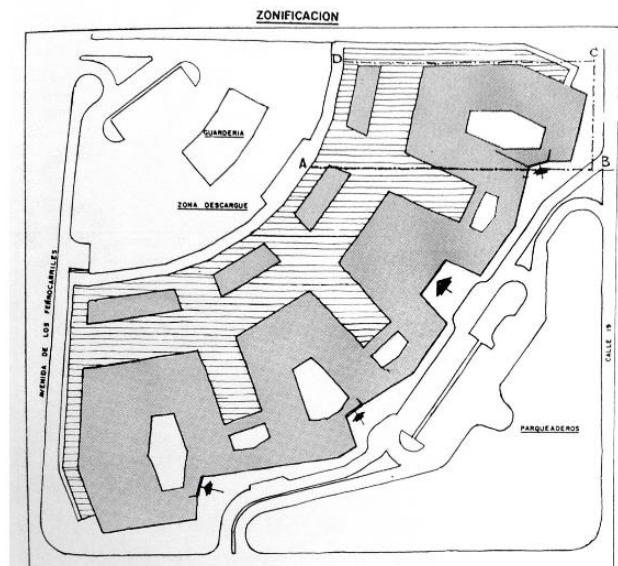 ZONIFICACION
D
C
GUARDERIA
A
B
ZONA DESCARGUE
AVENIDA DE LOS FERROCARRILES
CALLE 19
PARQUEADEROS